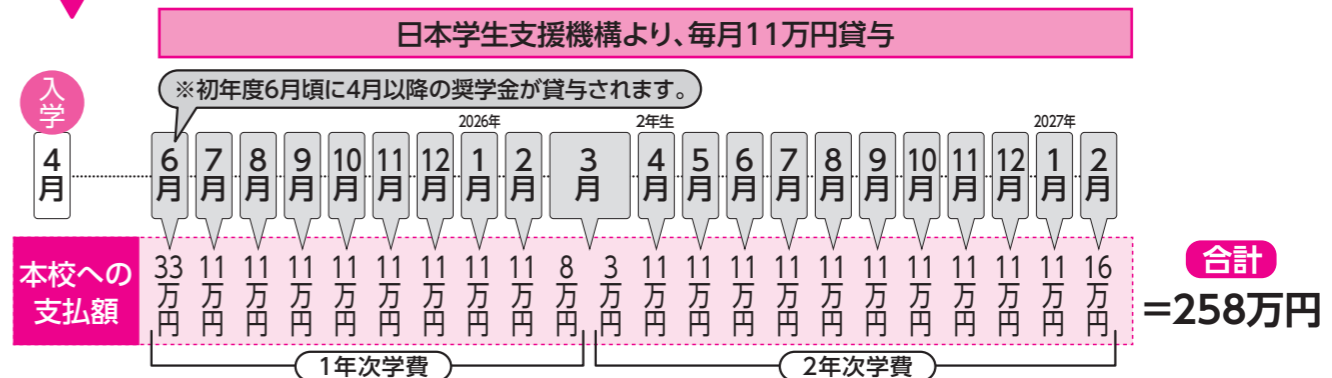 日本学生支援機構より、毎月11万円貸与
入学
※初年度6月頃に4月以降の奨学金が貸与されます。
2026年 2年生 2027年
4月 6月 7月 8月 9月 10月 11月 12月 1月 2月 3月 4月 5月 6月 7月 8月 9月 10月 11月 12月 1月 2月
本校への
支払額
33万円 11万円 11万円 11万円 11万円 11万円 11万円 11万円 11万円 8万円 3万円 11万円 11万円 11万円 11万円 11万円 11万円 11万円 11万円 11万円 11万円 16万円
合計
=258万円
1年次学費 2年次学費